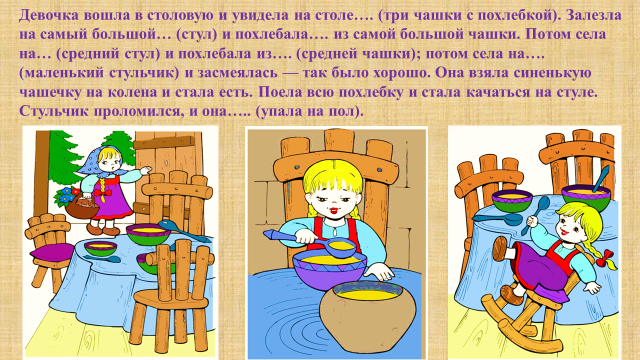 Девочка вошла в столовую и увидела на столе…. (три чашки с похлебкой). Залезла
на самый большой… (стул) и похлебала…. из самой большой чашки. Потом села
на… (средний стул) и похлебала из…. (средней чашки); потом села на….
(маленький стульчик) и засмеялась — так было хорошо. Она взяла синенькую
чашечку на колена и стала есть. Поела всю похлебку и стала качаться на стуле.
Стульчик проломился, и она….. (упала на пол).